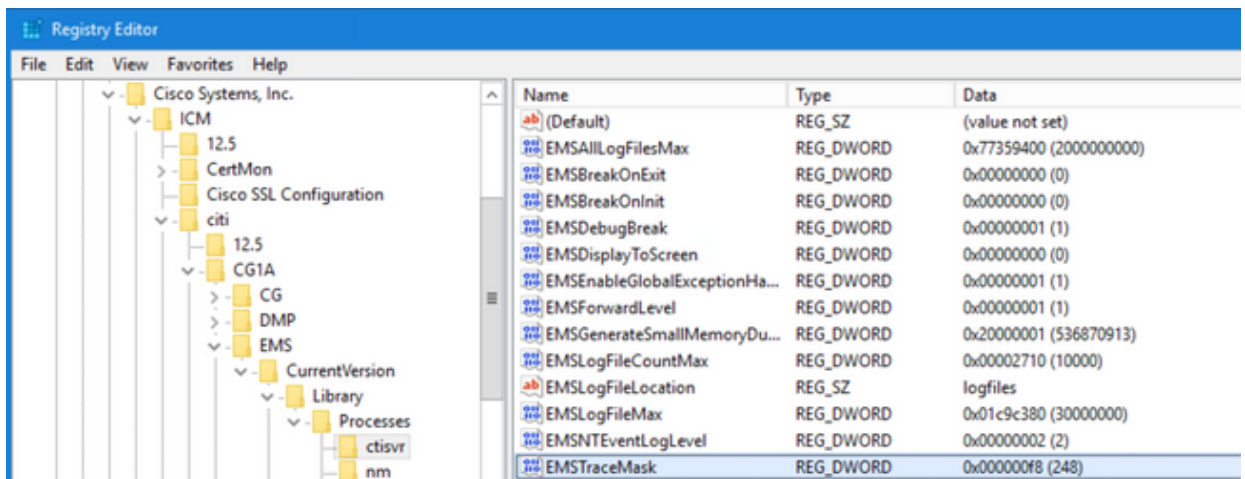 Registry Editor
File Edit View Favorites Help
Cisco Systems, Inc.
ICM
12.5
CertMon
Cisco SSL Configuration
citi
12.5
CG1A
CG
DMP
EMS
CurrentVersion
Library
Processes
ctisvr
nm
Name Type Data
ab (Default) REG_SZ (value not set)
EMSAllLogFilesMax REG_DWORD 0x77359400 (2000000000)
EMSBreakOnExit REG_DWORD 0x00000000 (0)
EMSBreakOnInit REG_DWORD 0x00000000 (0)
EMSDebugBreak REG_DWORD 0x00000001 (1)
EMSDisplayToScreen REG_DWORD 0x00000000 (0)
EMSEnableGlobalExceptionHa... REG_DWORD 0x00000001 (1)
EMSForwardLevel REG_DWORD 0x00000001 (1)
EMSGenerateSmallMemoryDu... REG_DWORD 0x20000001 (536870913)
EMSLogFileCountMax REG_DWORD 0x00002710 (10000)
ab EMSLogFileLocation REG_SZ logfiles
EMSLogFileMax REG_DWORD 0x01c9c380 (30000000)
EMSNTEventLogLevel REG_DWORD 0x00000002 (2)
EMSTraceMask REG_DWORD 0x000000f8 (248)